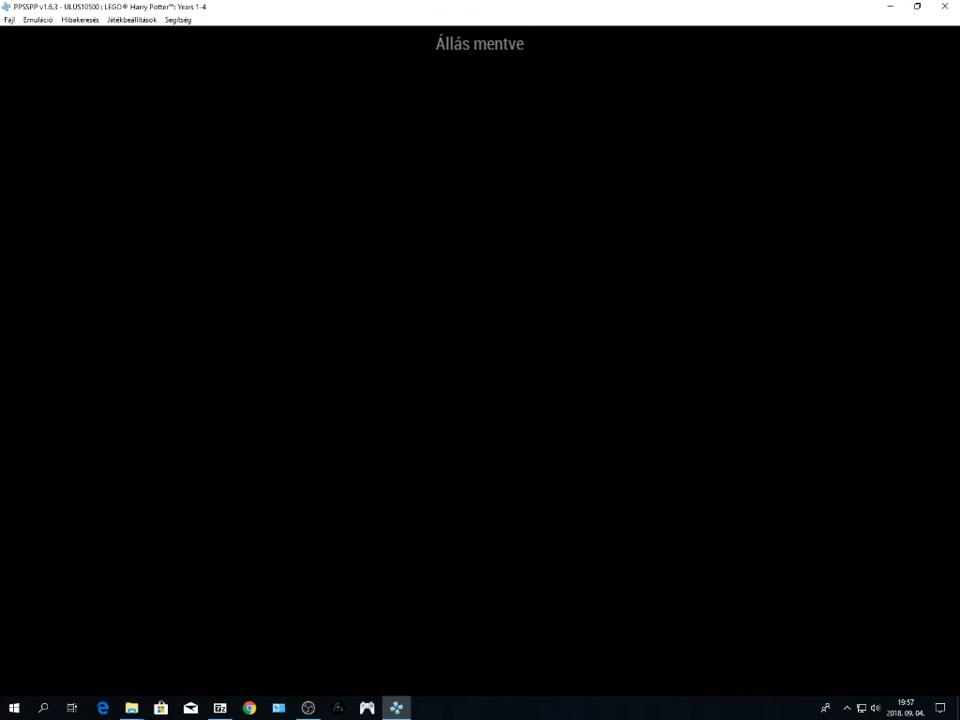 PPSSPP v1.6.3 - ULUS10500 : LEGO® Harry Potter™: Years 1-4
Fájl Emuláció Hibakeresés Játékbeállítások Segítség
Állás mentve
19:57
2018. 09. 04.